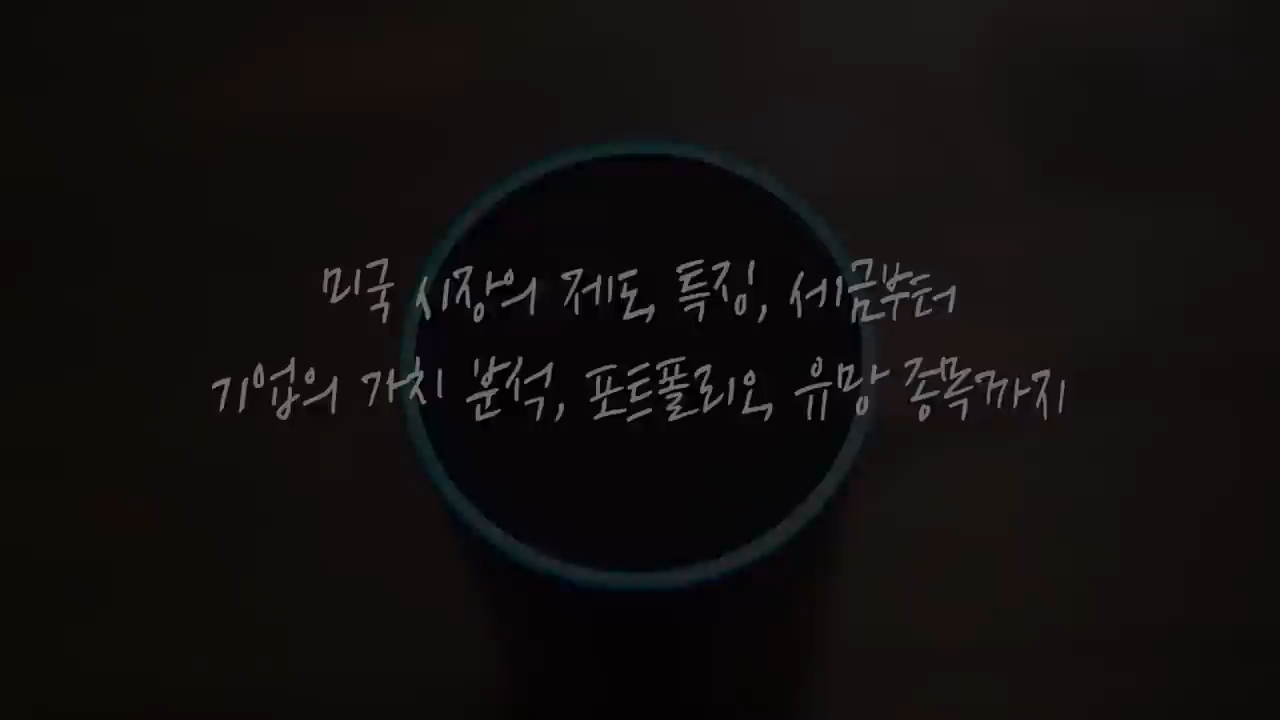 미국 시장의 제도, 특징, 세금부터
기업의 가치 분석, 포트폴리오, 유망 종목까지